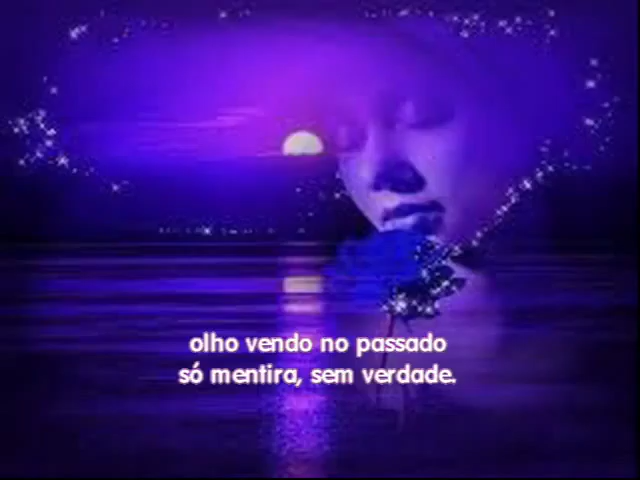 olho vendo no passado
só mentira, sem verdade.